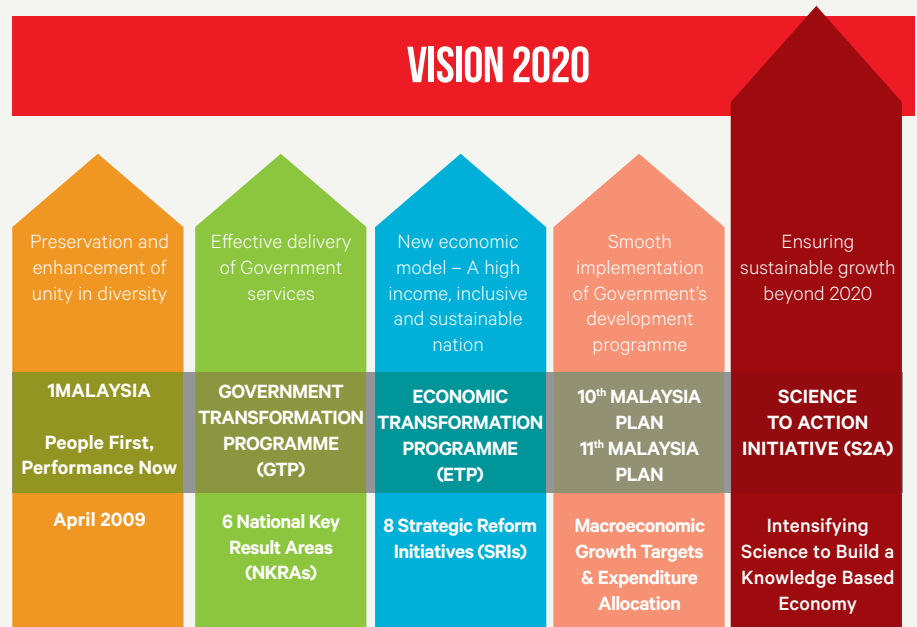 VISION 2020
Preservation and
enhancement of
unity in diversity
1MALAYSIA
People First,
Performance Now
April 2009
Effective delivery
of Government
services
GOVERNMENT
TRANSFORMATION
PROGRAMME
(GTP)
6 National Key
Result Areas
(NKRAs)
New economic
model – A high
income, inclusive
and sustainable
nation
ECONOMIC
TRANSFORMATION
PROGRAMME
(ETP)
8 Strategic Reform
Initiatives (SRIs)
Smooth
implementation
of Government's
development
programme
10th MALAYSIA
PLAN
11th MALAYSIA
PLAN
Macroeconomic
Growth Targets
& Expenditure
Allocation
Ensuring
sustainable growth
beyond 2020
SCIENCE
TO ACTION
INITIATIVE (S2A)
Intensifying
Science to Build a
Knowledge Based
Economy